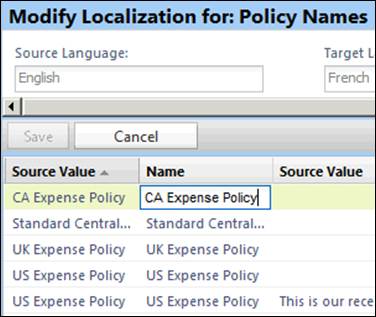 Modify Localization for: Policy Names
Source Language: Target L
English French
Save Cancel
Source Value Name Source Value
CA Expense Policy CA Expense Policy
Standard Central... Standard Central...
UK Expense Policy UK Expense Policy
US Expense Policy US Expense Policy
US Expense Policy US Expense Policy This is our rece